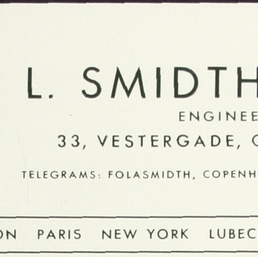 L. SMIDTH
ENGINEE
33, VESTERGADE, C
TELEGRAMS: FOLASMIDTH, COPENH
ON PARIS NEW YORK LUBEC